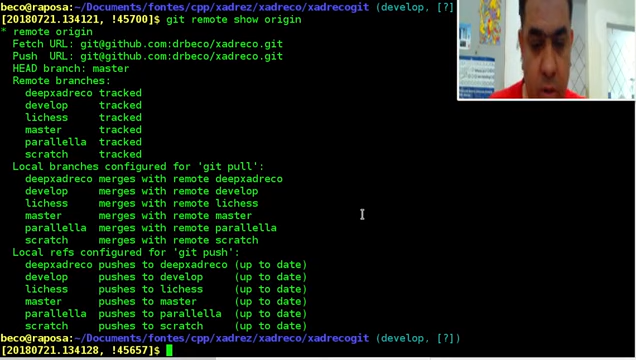 beco@raposa:~/Documents/fontes/cpp/xadrez/xadreco/xadrecogit (develop, [?]
[20180721.134121, !45700]$ git remote show origin
* remote origin
Fetch URL: git@github.com:drbeco/xadreco.git
Push URL: git@github.com:drbeco/xadreco.git
HEAD branch: master
Remote branches:
deepxadreco tracked
develop tracked
lichess tracked
master tracked
parallella tracked
scratch tracked
Local branches configured for 'git pull':
deepxadreco merges with remote deepxadreco
develop merges with remote develop
lichess merges with remote lichess
master merges with remote master
parallella merges with remote parallella
scratch merges with remote scratch
Local refs configured for 'git push':
deepxadreco pushes to deepxadreco (up to date)
develop pushes to develop (up to date)
lichess pushes to lichess (up to date)
master pushes to master (up to date)
parallella pushes to parallella (up to date)
scratch pushes to scratch (up to date)
beco@raposa:~/Documents/fontes/cpp/xadrez/xadreco/xadrecogit (develop, [?])
[20180721.134128, !45657]$